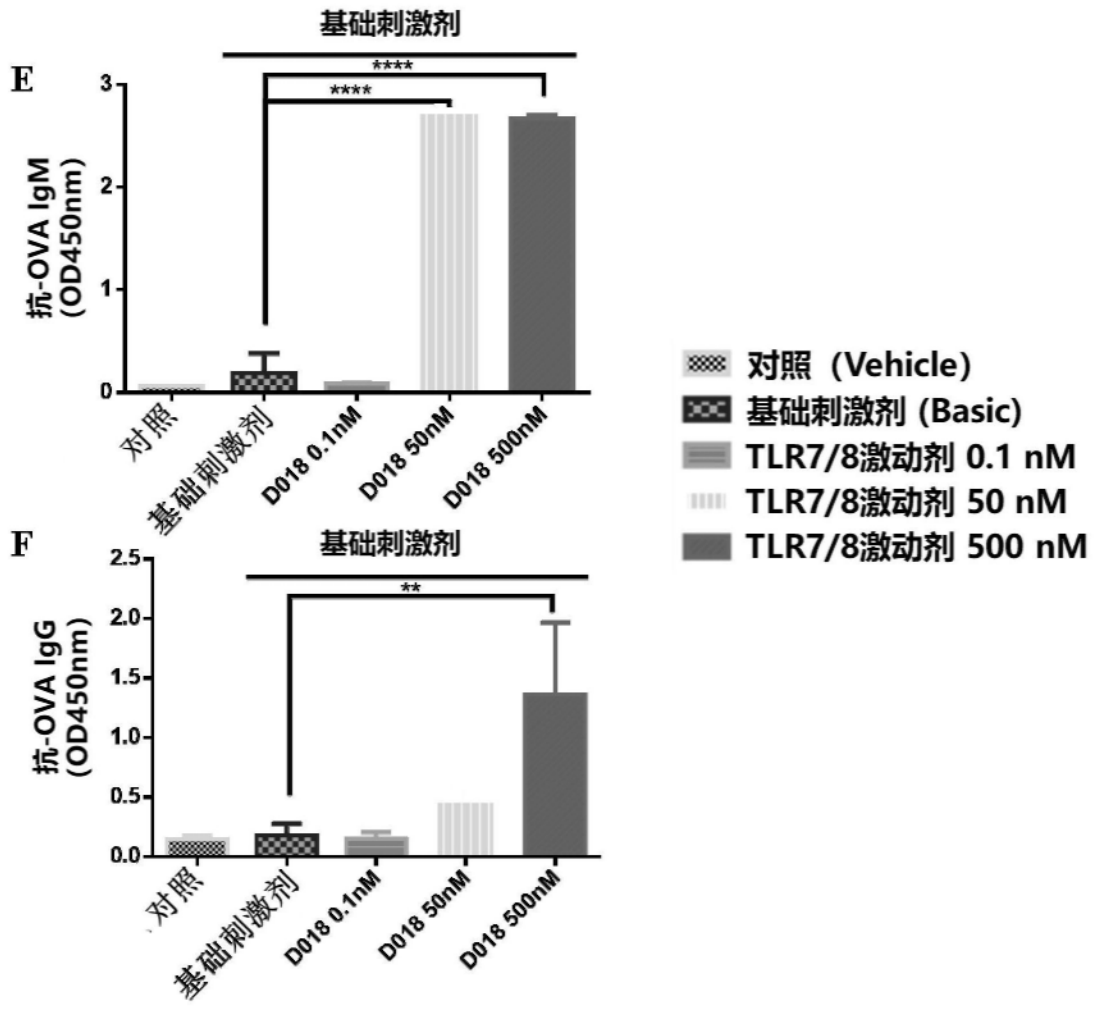 基础刺激剂
E
****
****
3
2
1
0
抗-OVA IgM
(OD450nm)
对照
基础刺激剂
D018 0.1nM
D018 50nM
D018 500nM
对照（Vehicle）
基础刺激剂 (Basic)
TLR7/8激动剂 0.1 nM
TLR7/8激动剂 50 nM
TLR7/8激动剂 500 nM
F
基础刺激剂
**
2.5
2.0
1.5
1.0
0.5
0.0
抗-OVA IgG
(OD450nm)
对照
基础刺激剂
D018 0.1nM
D018 50nM
D018 500nM